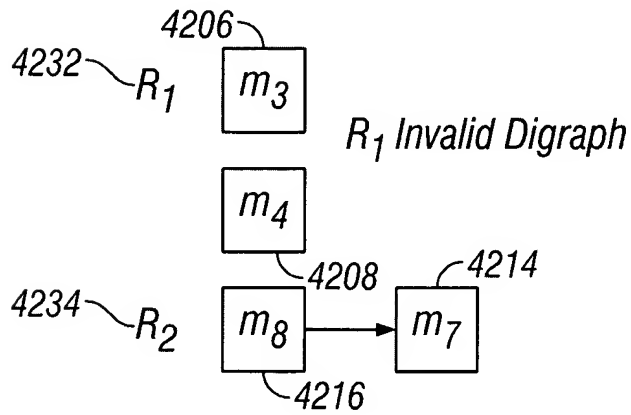 4206
4232 R1 m3
R1 Invalid Digraph
m4
4208 4214
4234 R2 m8 m7
4216